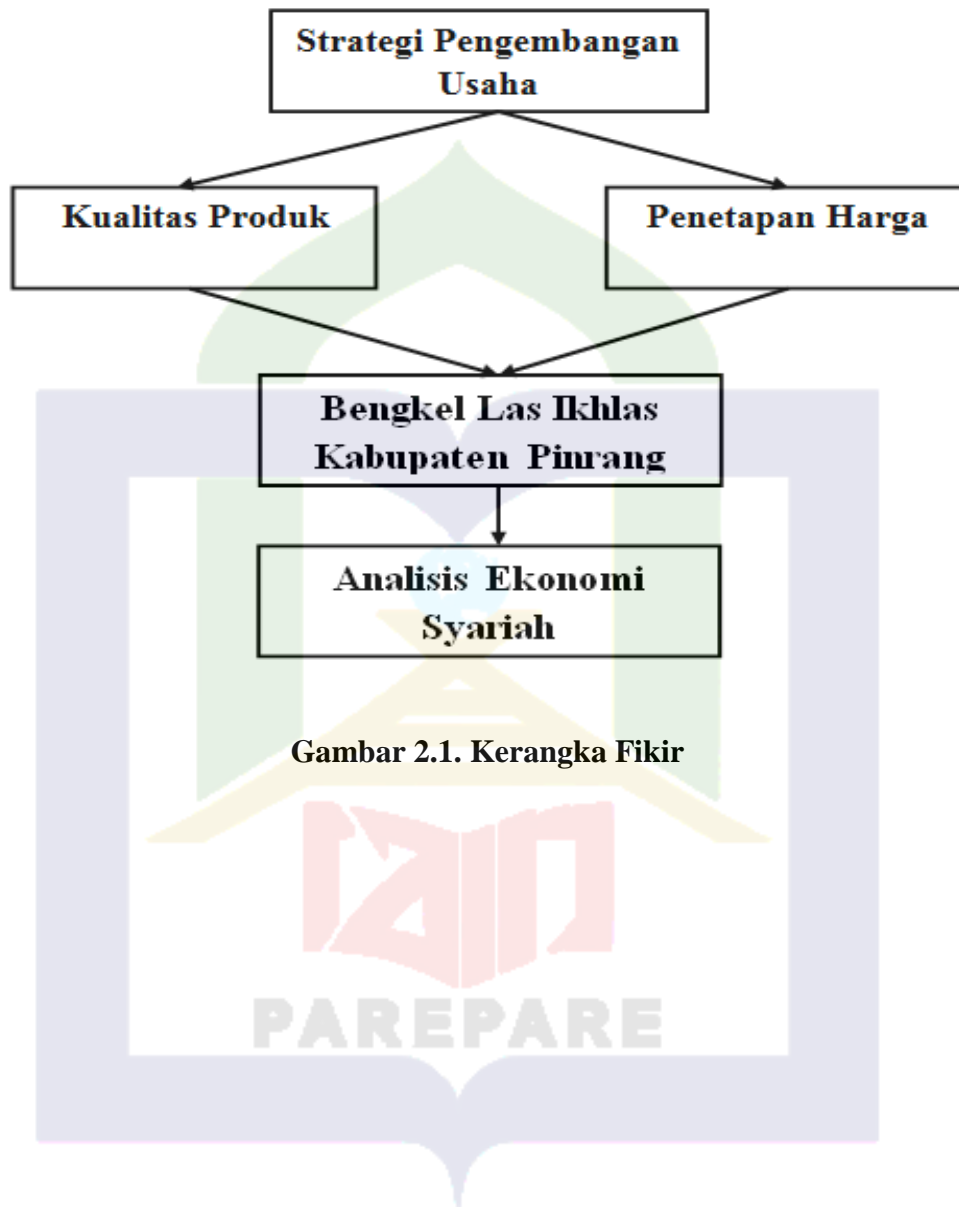 Strategi Pengembangan
Usaha
Kualitas Produk
Penetapan Harga
Bengkel Las Ikhlas
Kabupaten Pinrang
Analisis Ekonomi
Syariah
Gambar 2.1. Kerangka Fikir
iain
PAREPARE